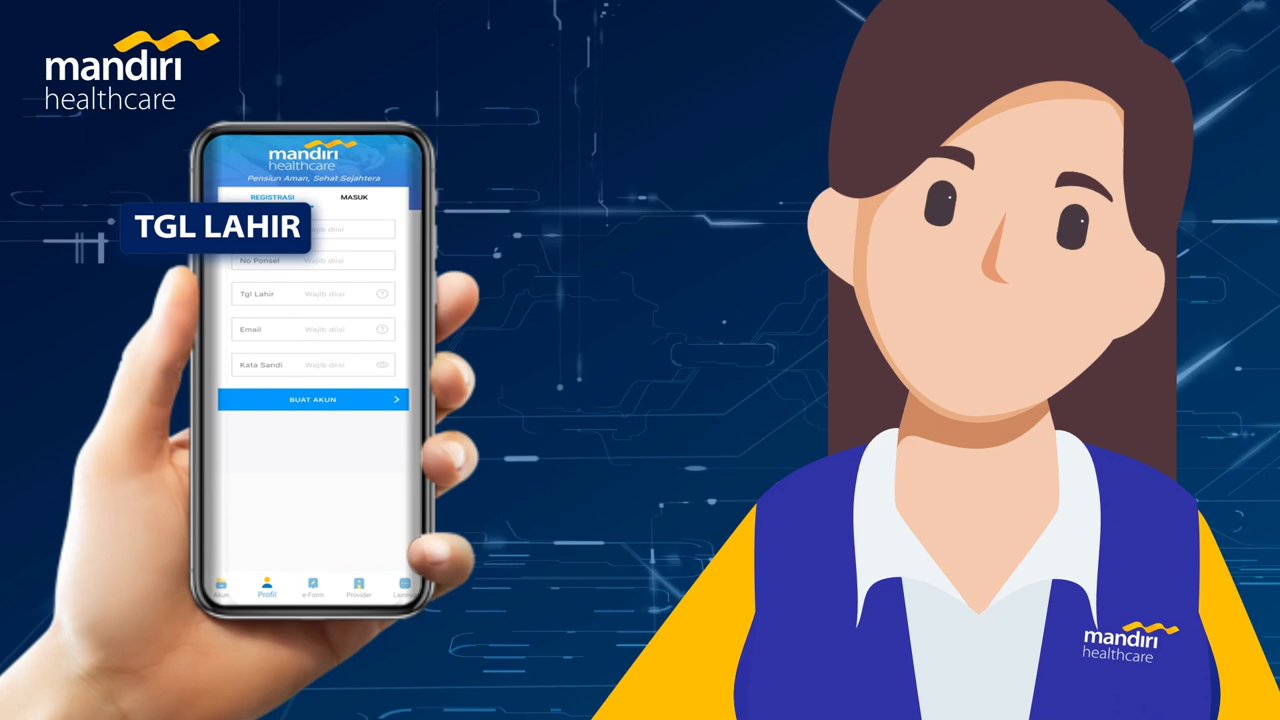 mandiri
healthcare
mandiri
healthcare
Pensiun Aman, Sehat Sejahtera
REGISTRASI MASUK
TGL LAHIR
Wajib diisi
No Ponsel Wajib diisi
Tgl Lahir Wajib diisi
Email Wajib diisi
Kata Sandi Wajib diisi
BUAT AKUN
Akun Profil e-Form Provider
mandiri
healthcare